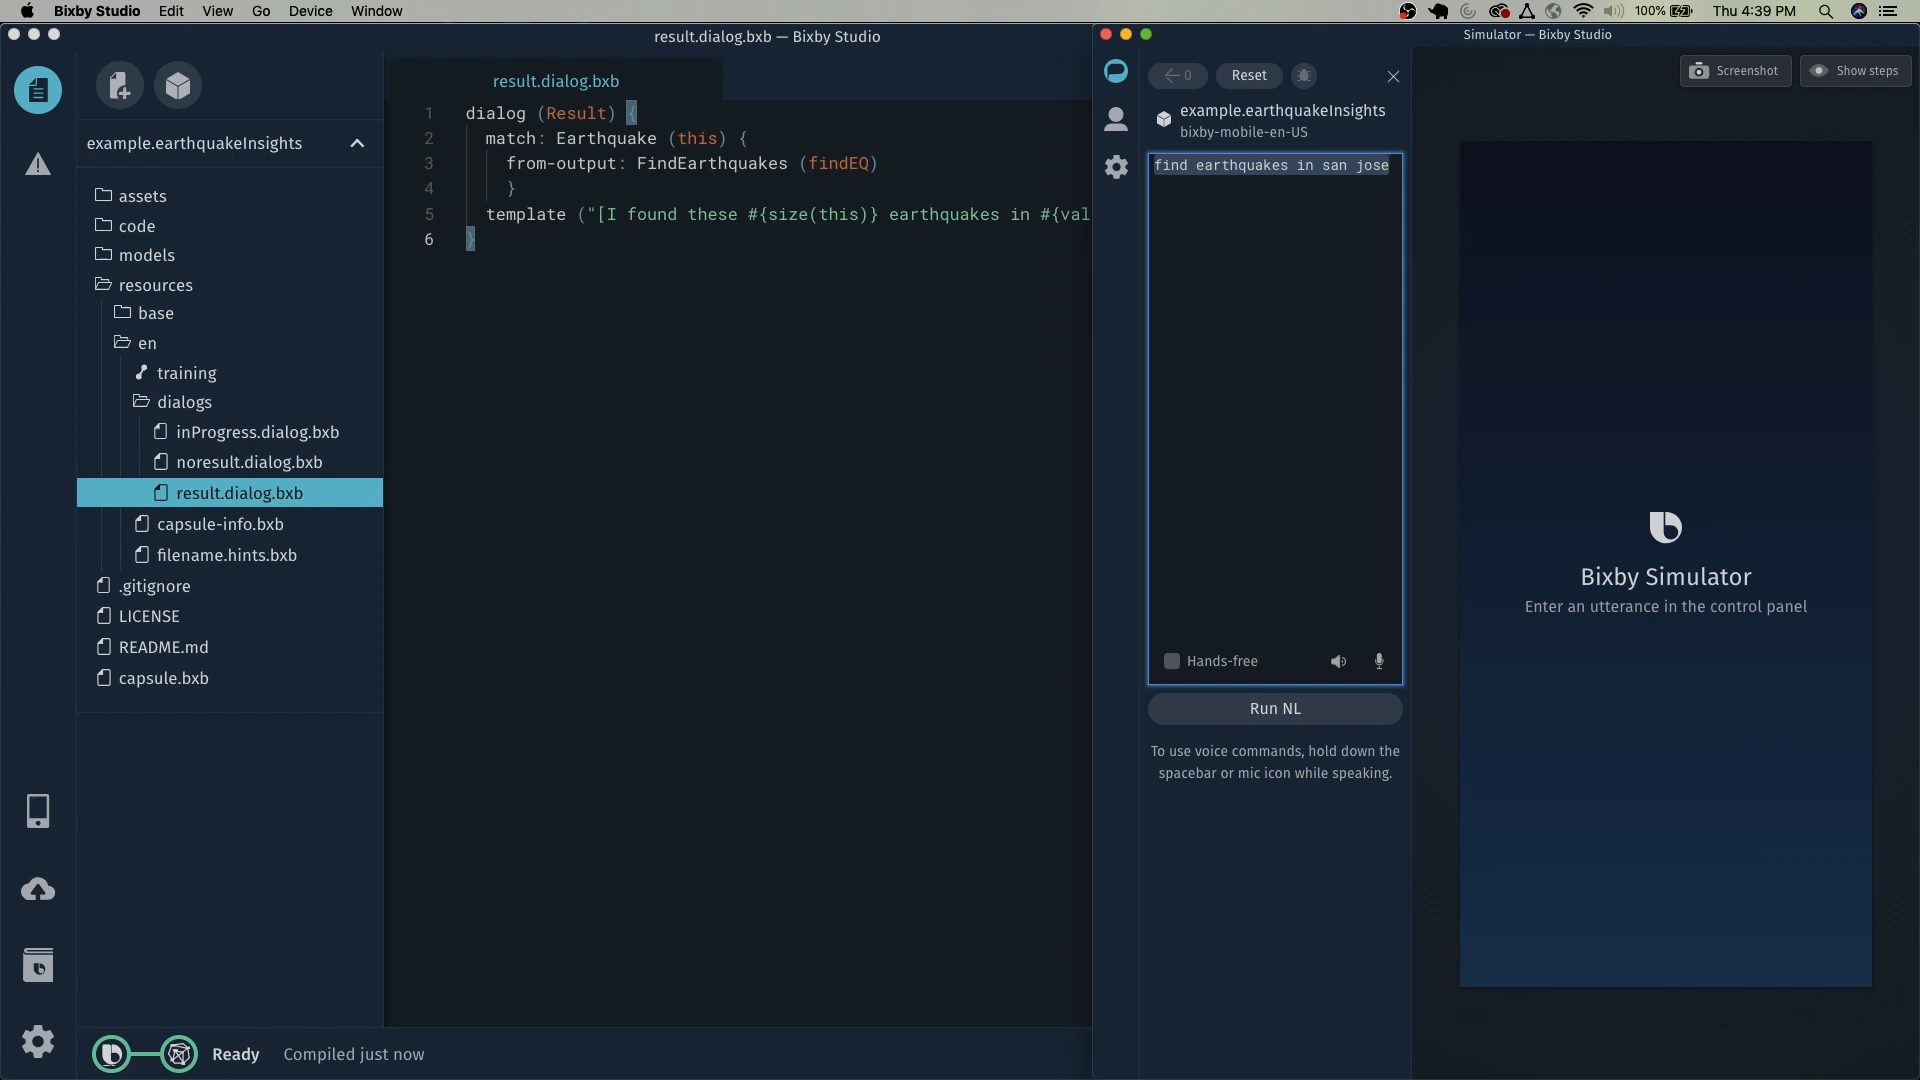 Bixby Studio Edit View Go Device Window
100% Thu 4:39 PM
result.dialog.bxb — Bixby Studio
example.earthquakeInsights
assets
code
models
resources
base
en
training
dialogs
inProgress.dialog.bxb
noresult.dialog.bxb
result.dialog.bxb
capsule-info.bxb
filename.hints.bxb
.gitignore
LICENSE
README.md
capsule.bxb
result.dialog.bxb
1 dialog (Result) {
2 match: Earthquake (this) {
3 from-output: FindEarthquakes (findEQ)
4 }
5 template ("[I found these #{size(this)} earthquakes in #{val
6 }
Ready Compiled just now
Simulator — Bixby Studio
0 Reset
example.earthquakeInsights
bixby-mobile-en-US
find earthquakes in san jose
Hands-free
Run NL
To use voice commands, hold down the
spacebar or mic icon while speaking.
Screenshot Show steps
Bixby Simulator
Enter an utterance in the control panel